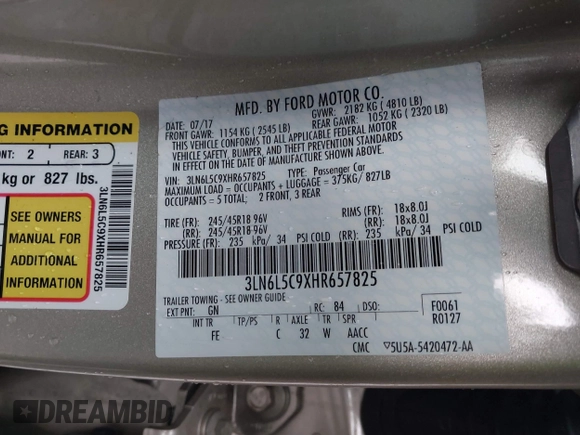 MFD. BY FORD MOTOR CO.
DATE: 07/17 GVWR: 2182 KG ( 4810 LB)
FRONT GAWR: 1154 KG ( 2545 LB) REAR GAWR: 1052 KG ( 2320 LB)
THIS VEHICLE CONFORMS TO ALL APPLICABLE FEDERAL MOTOR
VEHICLE SAFETY, BUMPER, AND THEFT PREVENTION STANDARDS
IN EFFECT ON THE DATE OF MANUFACTURE SHOWN ABOVE.
VIN: 3LN6L5C9XHR657825 TYPE: Passenger Car
MAXIMUM LOAD = OCCUPANTS + LUGGAGE = 375KG/ 827LB
OCCUPANTS = 5 TOTAL; 2 FRONT, 3 REAR
TIRE (FR): 245/45R18 96V RIMS (FR): 18x8.0J
(RR): 245/45R18 96V (RR): 18x8.0J
PRESSURE (FR): 235 kPa/ 34 PSI COLD (RR): 235 kPa/ 34 PSI COLD
3LN6L5C9XHR657825
TRAILER TOWING - SEE OWNER GUIDE
EXT PNT: GN RC: 84 DSO: F0061
R0127
INT TR TP/PS R AXLE TR SPR
FE C 32 W AACC
CMC ▽5U5A-5420472-AA
G INFORMATION
NT: 2 REAR: 3
kg or 827 lbs.
SEE OWNERS
MANUAL FOR
ADDITIONAL
INFORMATION
3LN6L5C9XHR657825
DREAMBID